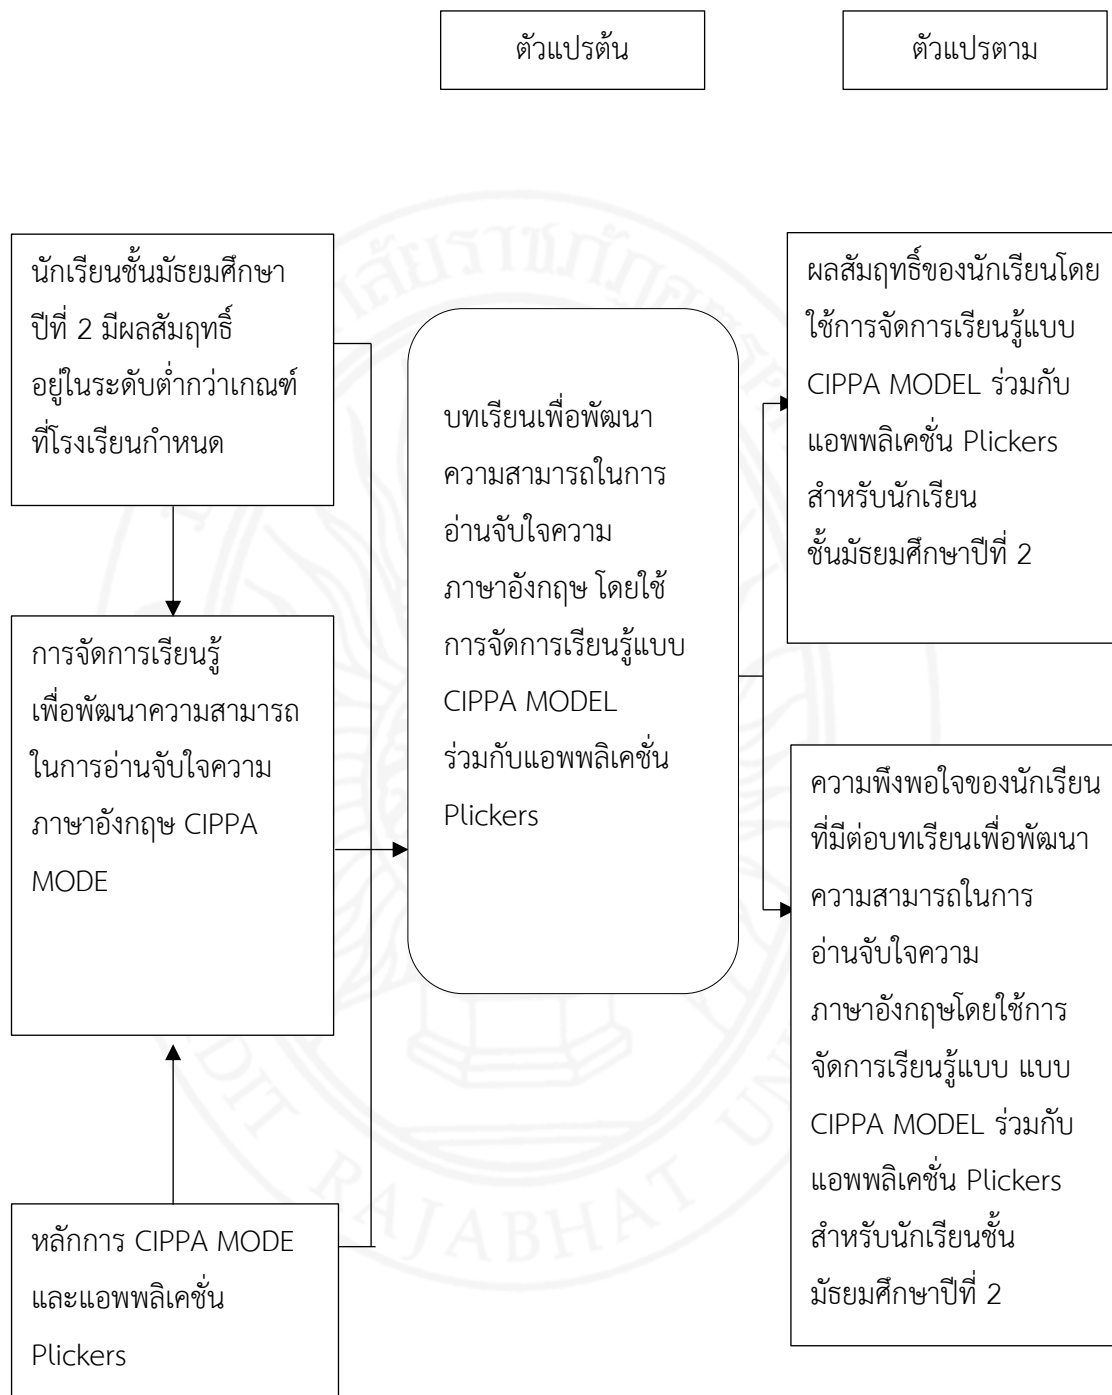 ตัวแปรต้น
ตัวแปรตาม
นักเรียนชั้นมัธยมศึกษา
ปีที่ 2 มีผลสัมฤทธิ์
อยู่ในระดับต่ำกว่าเกณฑ์
ที่โรงเรียนกำหนด
การจัดการเรียนรู้
เพื่อพัฒนาความสามารถ
ในการอ่านจับใจความ
ภาษาอังกฤษ CIPPA
MODE
หลักการ CIPPA MODE
และแอพพลิเคชั่น
Plickers
บทเรียนเพื่อพัฒนา
ความสามารถในการ
อ่านจับใจความ
ภาษาอังกฤษ โดยใช้
การจัดการเรียนรู้แบบ
CIPPA MODEL
ร่วมกับแอพพลิเคชั่น
Plickers
ผลสัมฤทธิ์ของนักเรียนโดย
ใช้การจัดการเรียนรู้แบบ
CIPPA MODEL ร่วมกับ
แอพพลิเคชั่น Plickers
สำหรับนักเรียน
ชั้นมัธยมศึกษาปีที่ 2
ความพึงพอใจของนักเรียน
ที่มีต่อบทเรียนเพื่อพัฒนา
ความสามารถในการ
อ่านจับใจความ
ภาษาอังกฤษโดยใช้การ
จัดการเรียนรู้แบบ แบบ
CIPPA MODEL ร่วมกับ
แอพพลิเคชั่น Plickers
สำหรับนักเรียนชั้น
มัธยมศึกษาปีที่ 2
RAJABHAT